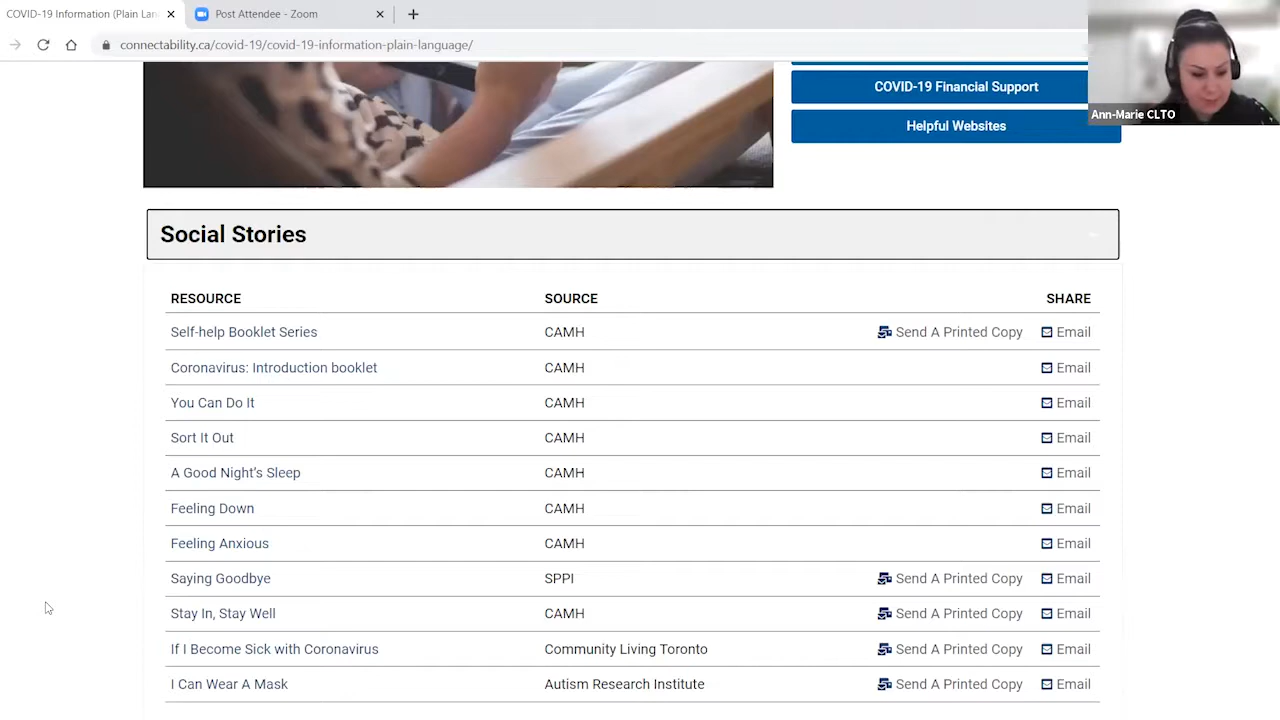 COVID-19 Information (Plain Lan
Post Attendee - Zoom
connectability.ca/covid-19/covid-19-information-plain-language/
Ann-Marie CLTO
COVID-19 Financial Support
Helpful Websites
Social Stories
RESOURCE SOURCE SHARE
Self-help Booklet Series CAMH Send A Printed Copy Email
Coronavirus: Introduction booklet CAMH Email
You Can Do It CAMH Email
Sort It Out CAMH Email
A Good Night's Sleep CAMH Email
Feeling Down CAMH Email
Feeling Anxious CAMH Email
Saying Goodbye SPPI Send A Printed Copy Email
Stay In, Stay Well CAMH Send A Printed Copy Email
If I Become Sick with Coronavirus Community Living Toronto Send A Printed Copy Email
I Can Wear A Mask Autism Research Institute Send A Printed Copy Email